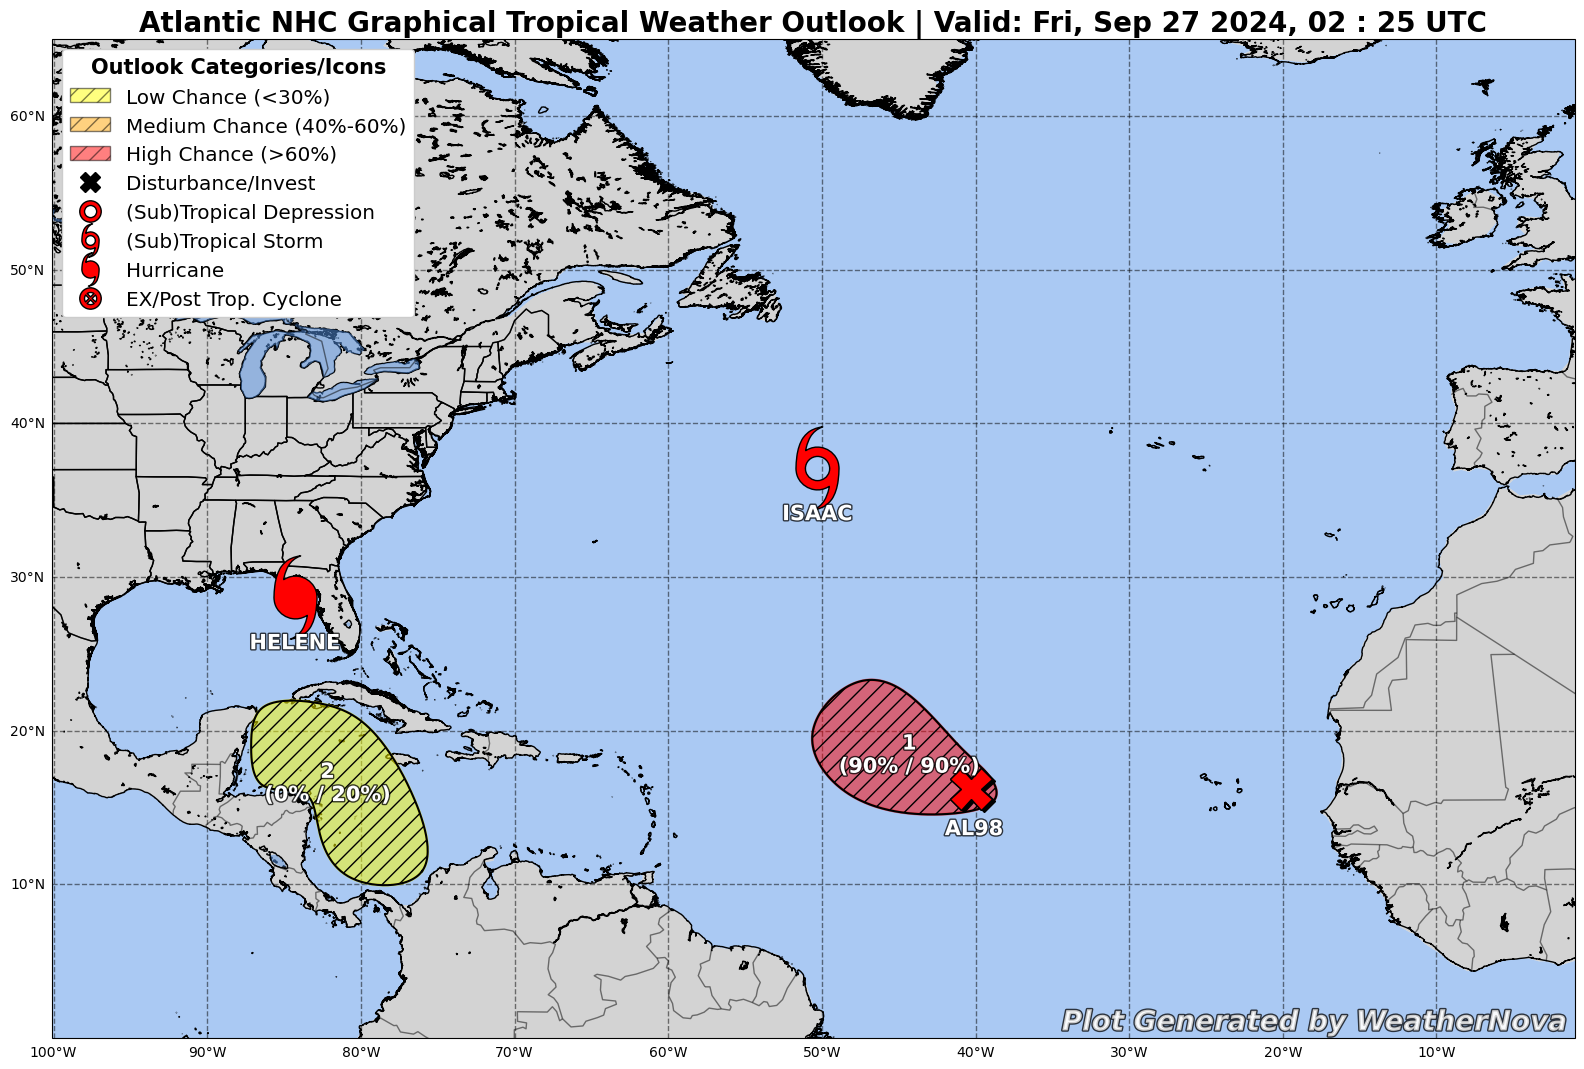 Atlantic NHC Graphical Tropical Weather Outlook | Valid: Fri, Sep 27 2024, 02 : 25 UTC
Outlook Categories/Icons
Low Chance (<30%)
Medium Chance (40%-60%)
High Chance (>60%)
Disturbance/Invest
(Sub)Tropical Depression
(Sub)Tropical Storm
Hurricane
EX/Post Trop. Cyclone
60°N
50°N
40°N
30°N
20°N
10°N
ISAAC
HELENE
1
(90% / 90%)
AL98
2
(0% / 20%)
Plot Generated by WeatherNova
100°W 90°W 80°W 70°W 60°W 50°W 40°W 30°W 20°W 10°W